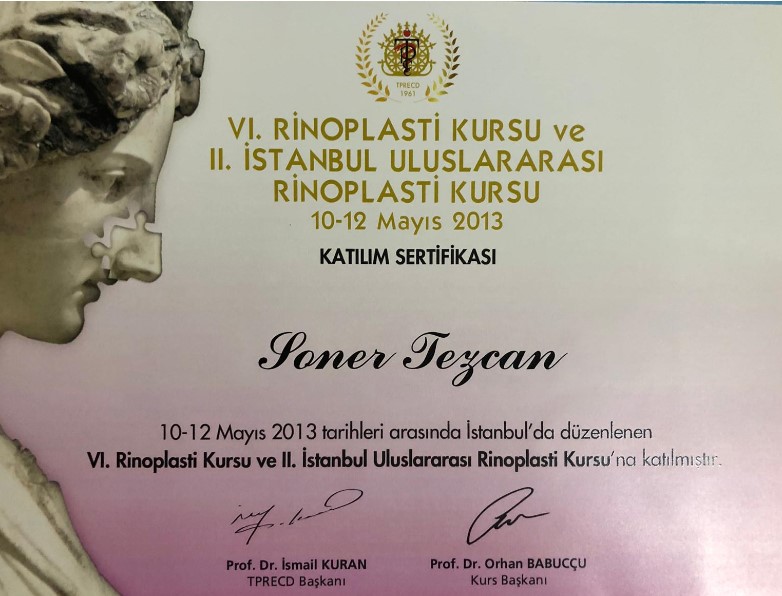 TPRECD
1961
VI. RİNOPLASTİ KURSU ve
II. İSTANBUL ULUSLARARASI
RİNOPLASTİ KURSU
10-12 Mayıs 2013
KATILIM SERTİFİKASI
Soner Tezcan
10-12 Mayıs 2013 tarihleri arasında İstanbul'da düzenlenen
VI. Rinoplasti Kursu ve II. İstanbul Uluslararası Rinoplasti Kursu'na katılmıştır.
Prof. Dr. İsmail KURAN Prof. Dr. Orhan BABUCÇU
TPRECD Başkanı Kurs Başkanı